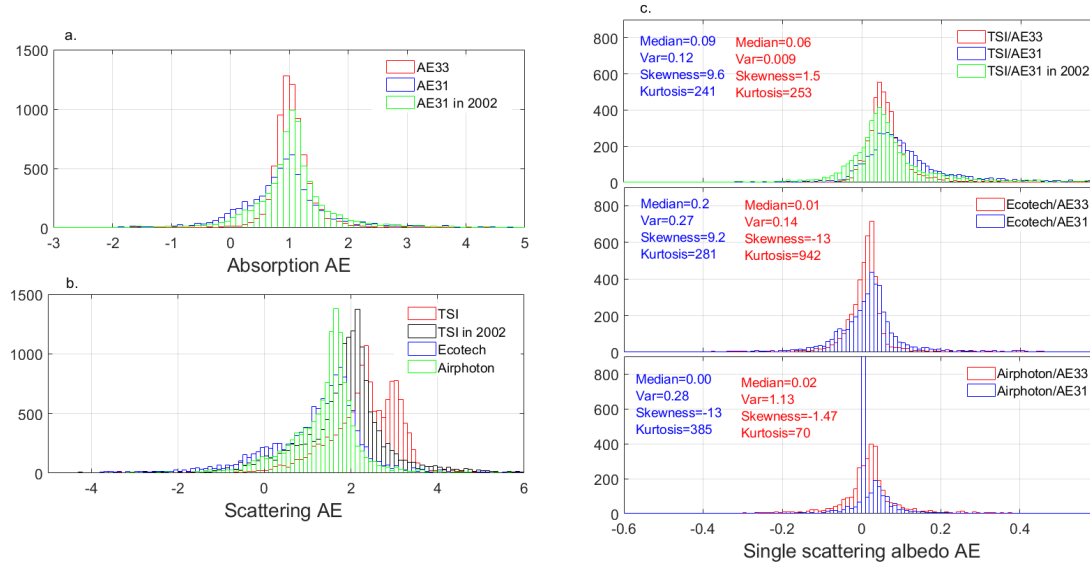 a.
1500
1000
500
0
AE33
AE31
AE31 in 2002
-3
-2
-1
0
1
2
3
4
5
Absorption AE
b.
1500
1000
500
0
TSI
TSI in 2002
Ecotech
Airphoton
-4
-2
0
2
4
6
Scattering AE
c.
800
600
400
200
0
Median=0.09
Var=0.12
Skewness=9.6
Kurtosis=241
Median=0.06
Var=0.009
Skewness=1.5
Kurtosis=253
TSI/AE33
TSI/AE31
TSI/AE31 in 2002
800
600
400
200
0
Median=0.2
Var=0.27
Skewness=9.2
Kurtosis=281
Median=0.01
Var=0.14
Skewness=-13
Kurtosis=942
Ecotech/AE33
Ecotech/AE31
800
600
400
200
0
Median=0.00
Var=0.28
Skewness=-13
Kurtosis=385
Median=0.02
Var=1.13
Skewness=-1.47
Kurtosis=70
Airphoton/AE33
Airphoton/AE31
-0.6
-0.4
-0.2
0
0.2
0.4
Single scattering albedo AE